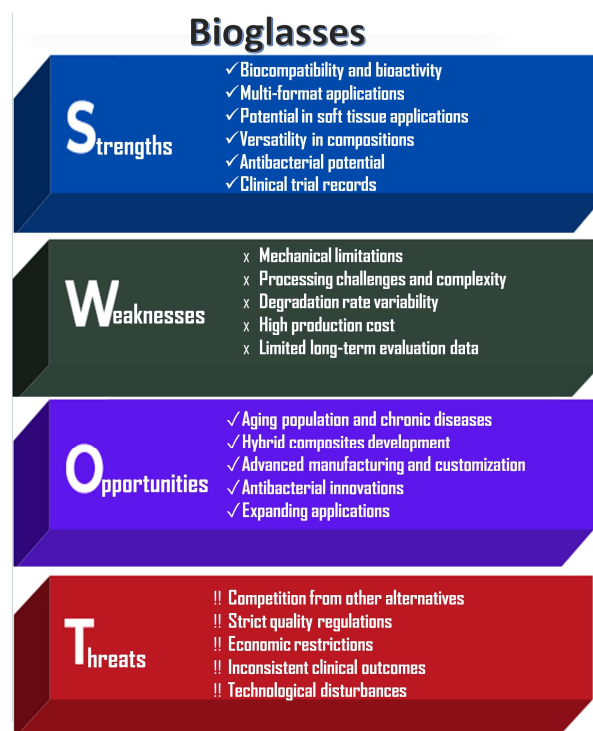 Bioglasses
Strengths
✓Biocompatibility and bioactivity
✓Multi-format applications
✓Potential in soft tissue applications
✓Versatility in compositions
✓Antibacterial potential
✓Clinical trial records
Weaknesses
x Mechanical limitations
x Processing challenges and complexity
x Degradation rate variability
x High production cost
x Limited long-term evaluation data
Opportunities
✓Aging population and chronic diseases
✓Hybrid composites development
✓Advanced manufacturing and customization
✓Antibacterial innovations
✓Expanding applications
Threats
!! Competition from other alternatives
!! Strict quality regulations
!! Economic restrictions
!! Inconsistent clinical outcomes
!! Technological disturbances